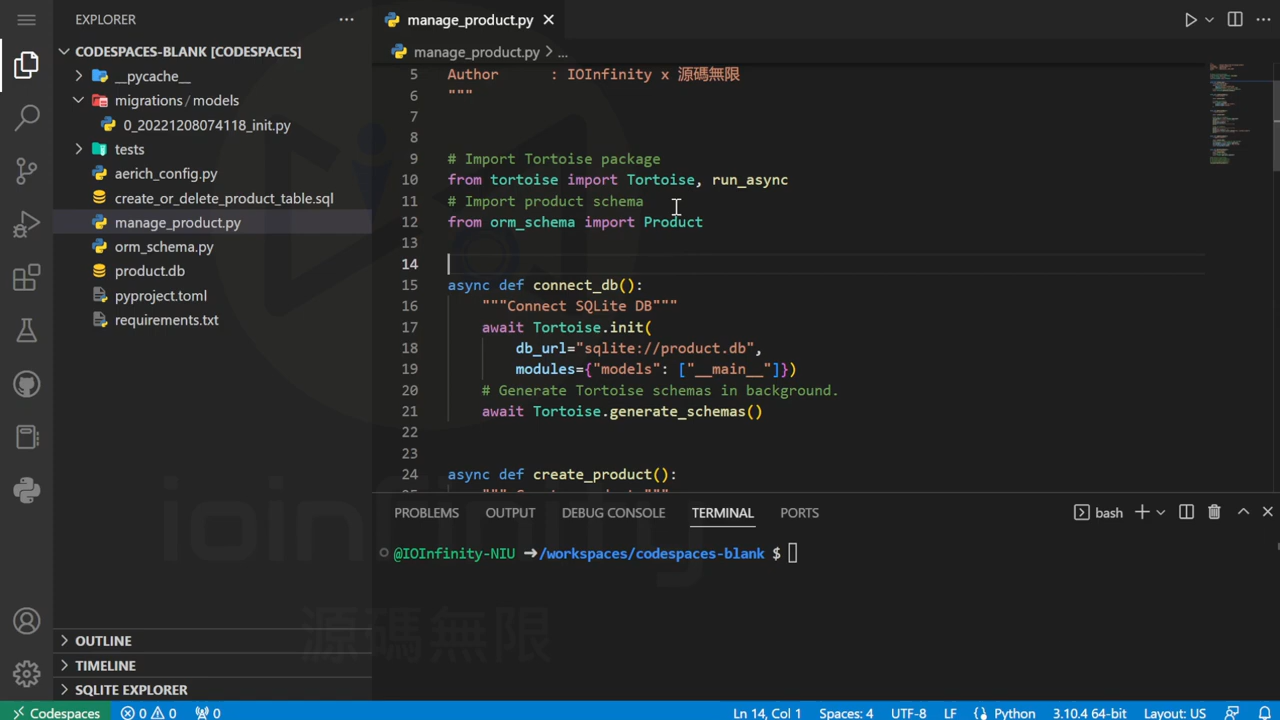 EXPLORER
CODESPACES-BLANK [CODESPACES]
__pycache__
migrations/models
0_20221208074118_init.py
tests
aerich_config.py
create_or_delete_product_table.sql
manage_product.py
orm_schema.py
product.db
pyproject.toml
requirements.txt
OUTLINE
TIMELINE
SQLITE EXPLORER
manage_product.py
manage_product.py > ...
5 Author : IOInfinity x 源碼無限
6 """
7
8
9 # Import Tortoise package
10 from tortoise import Tortoise, run_async
11 # Import product schema
12 from orm_schema import Product
13
14
15 async def connect_db():
16 """Connect SQLite DB"""
17 await Tortoise.init(
18 db_url="sqlite://product.db",
19 modules={"models": ["__main__"]})
20 # Generate Tortoise schemas in background.
21 await Tortoise.generate_schemas()
22
23
24 async def create_product():
PROBLEMS OUTPUT DEBUG CONSOLE TERMINAL PORTS
bash
@IOInfinity-NIU ➜/workspaces/codespaces-blank $
ioinfinity
源碼無限
Codespaces 0 0 0 Ln 14, Col 1 Spaces: 4 UTF-8 LF Python 3.10.4 64-bit Layout: US